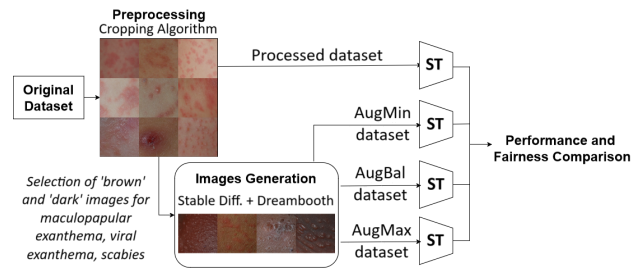 Preprocessing
Cropping Algorithm
Original
Dataset
Processed dataset
ST
AugMin
dataset
ST
AugBal
dataset
ST
AugMax
dataset
ST
Performance and
Fairness Comparison
Selection of 'brown'
and 'dark' images for
maculopapular
exanthema, viral
exanthema, scabies
Images Generation
Stable Diff. + Dreambooth